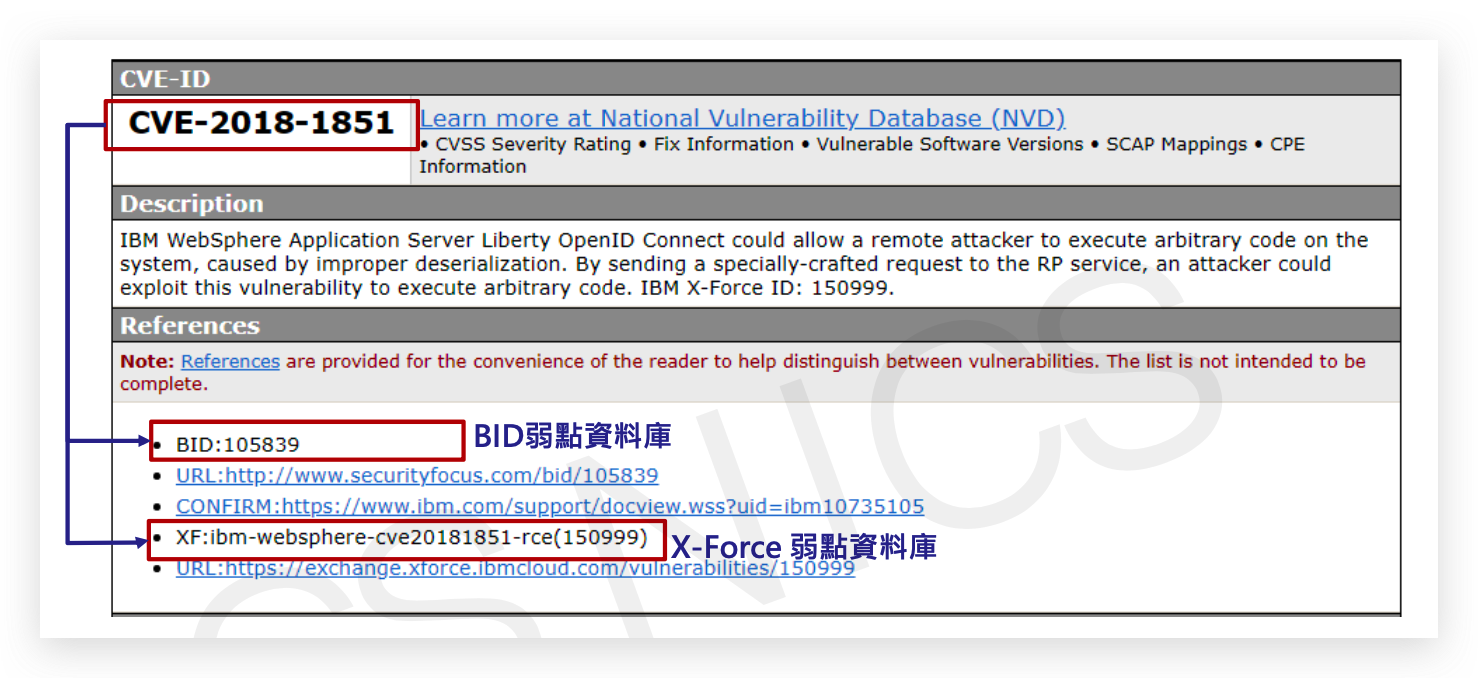 CVE-ID
CVE-2018-1851
Learn more at National Vulnerability Database (NVD)
• CVSS Severity Rating • Fix Information • Vulnerable Software Versions • SCAP Mappings • CPE
Information
Description
IBM WebSphere Application Server Liberty OpenID Connect could allow a remote attacker to execute arbitrary code on the
system, caused by improper deserialization. By sending a specially-crafted request to the RP service, an attacker could
exploit this vulnerability to execute arbitrary code. IBM X-Force ID: 150999.
References
Note: References are provided for the convenience of the reader to help distinguish between vulnerabilities. The list is not intended to be
complete.
• BID:105839
BID弱點資料庫
• URL:http://www.securityfocus.com/bid/105839
• CONFIRM:https://www.ibm.com/support/docview.wss?uid=ibm10735105
• XF:ibm-websphere-cve20181851-rce(150999)
X-Force 弱點資料庫
• URL:https://exchange.xforce.ibmcloud.com/vulnerabilities/150999
CS NICS